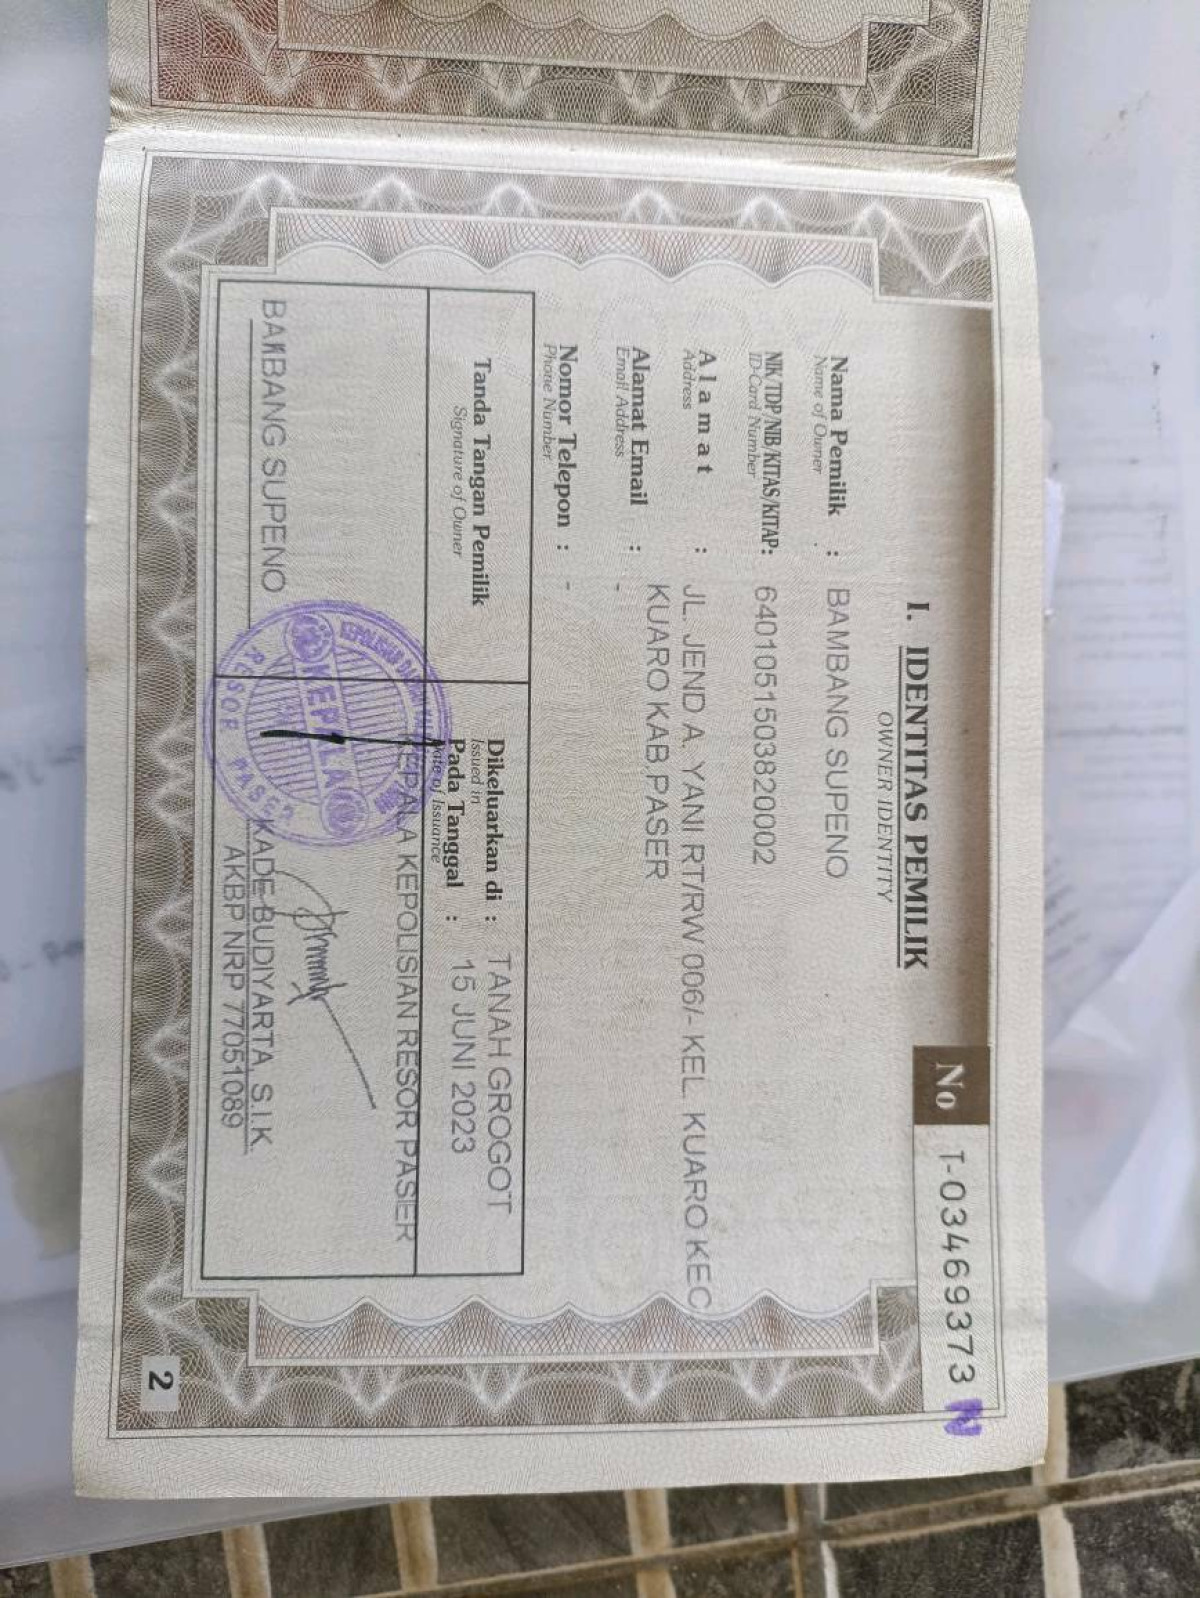 No T-03469373 N
I. IDENTITAS PEMILIK
OWNER IDENTITY
Nama Pemilik : BAMBANG SUPENO
Name of Owner
NIK/TDP/NIB/KITAS/KITAP: 6401051503820002
ID-Card Number
Alamat : JL. JEND A. YANI RT/RW 006/- KEL. KUARO KEC
Address
KUARO KAB.PASER
Alamat Email : -
Email Address
Nomor Telepon : -
Phone Number
Tanda Tangan Pemilik
Signature of Owner
Dikeluarkan di : TANAH GROGOT
Issued in
Pada Tanggal : 15 JUNI 2023
Date of Issuance
KEPALA KEPOLISIAN RESOR PASER
KEPALA
RESOR PASER
BAMBANG SUPENO
KADE BUDIYARTA, S.I.K.
AKBP NRP 77051089
2